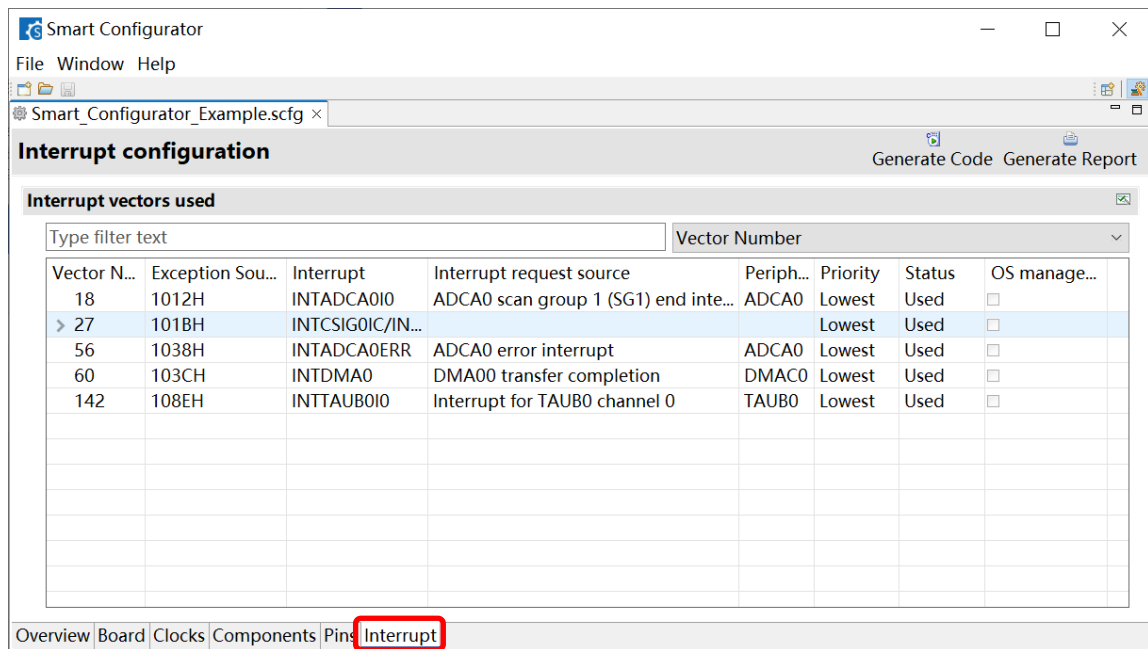 Smart Configurator
File Window Help
Smart_Configurator_Example.scfg
Interrupt configuration
Generate Code Generate Report
Interrupt vectors used
Type filter text Vector Number
Vector N... Exception Sou... Interrupt Interrupt request source Periph... Priority Status OS manage...
18 1012H INTADCA0I0 ADCA0 scan group 1 (SG1) end inte... ADCA0 Lowest Used
27 101BH INTCSIG0IC/IN... Lowest Used
56 1038H INTADCA0ERR ADCA0 error interrupt ADCA0 Lowest Used
60 103CH INTDMA0 DMA00 transfer completion DMAC0 Lowest Used
142 108EH INTTAUB0I0 Interrupt for TAUB0 channel 0 TAUB0 Lowest Used
Overview Board Clocks Components Pins Interrupt